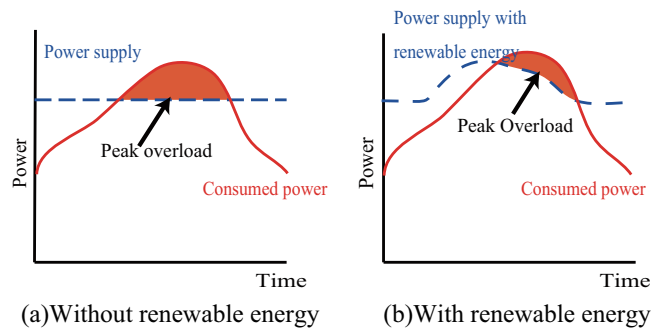 Power supply
Peak overload
Consumed power
Power
Time
(a)Without renewable energy
Power supply with
renewable energy
Peak Overload
Consumed power
Power
Time
(b)With renewable energy